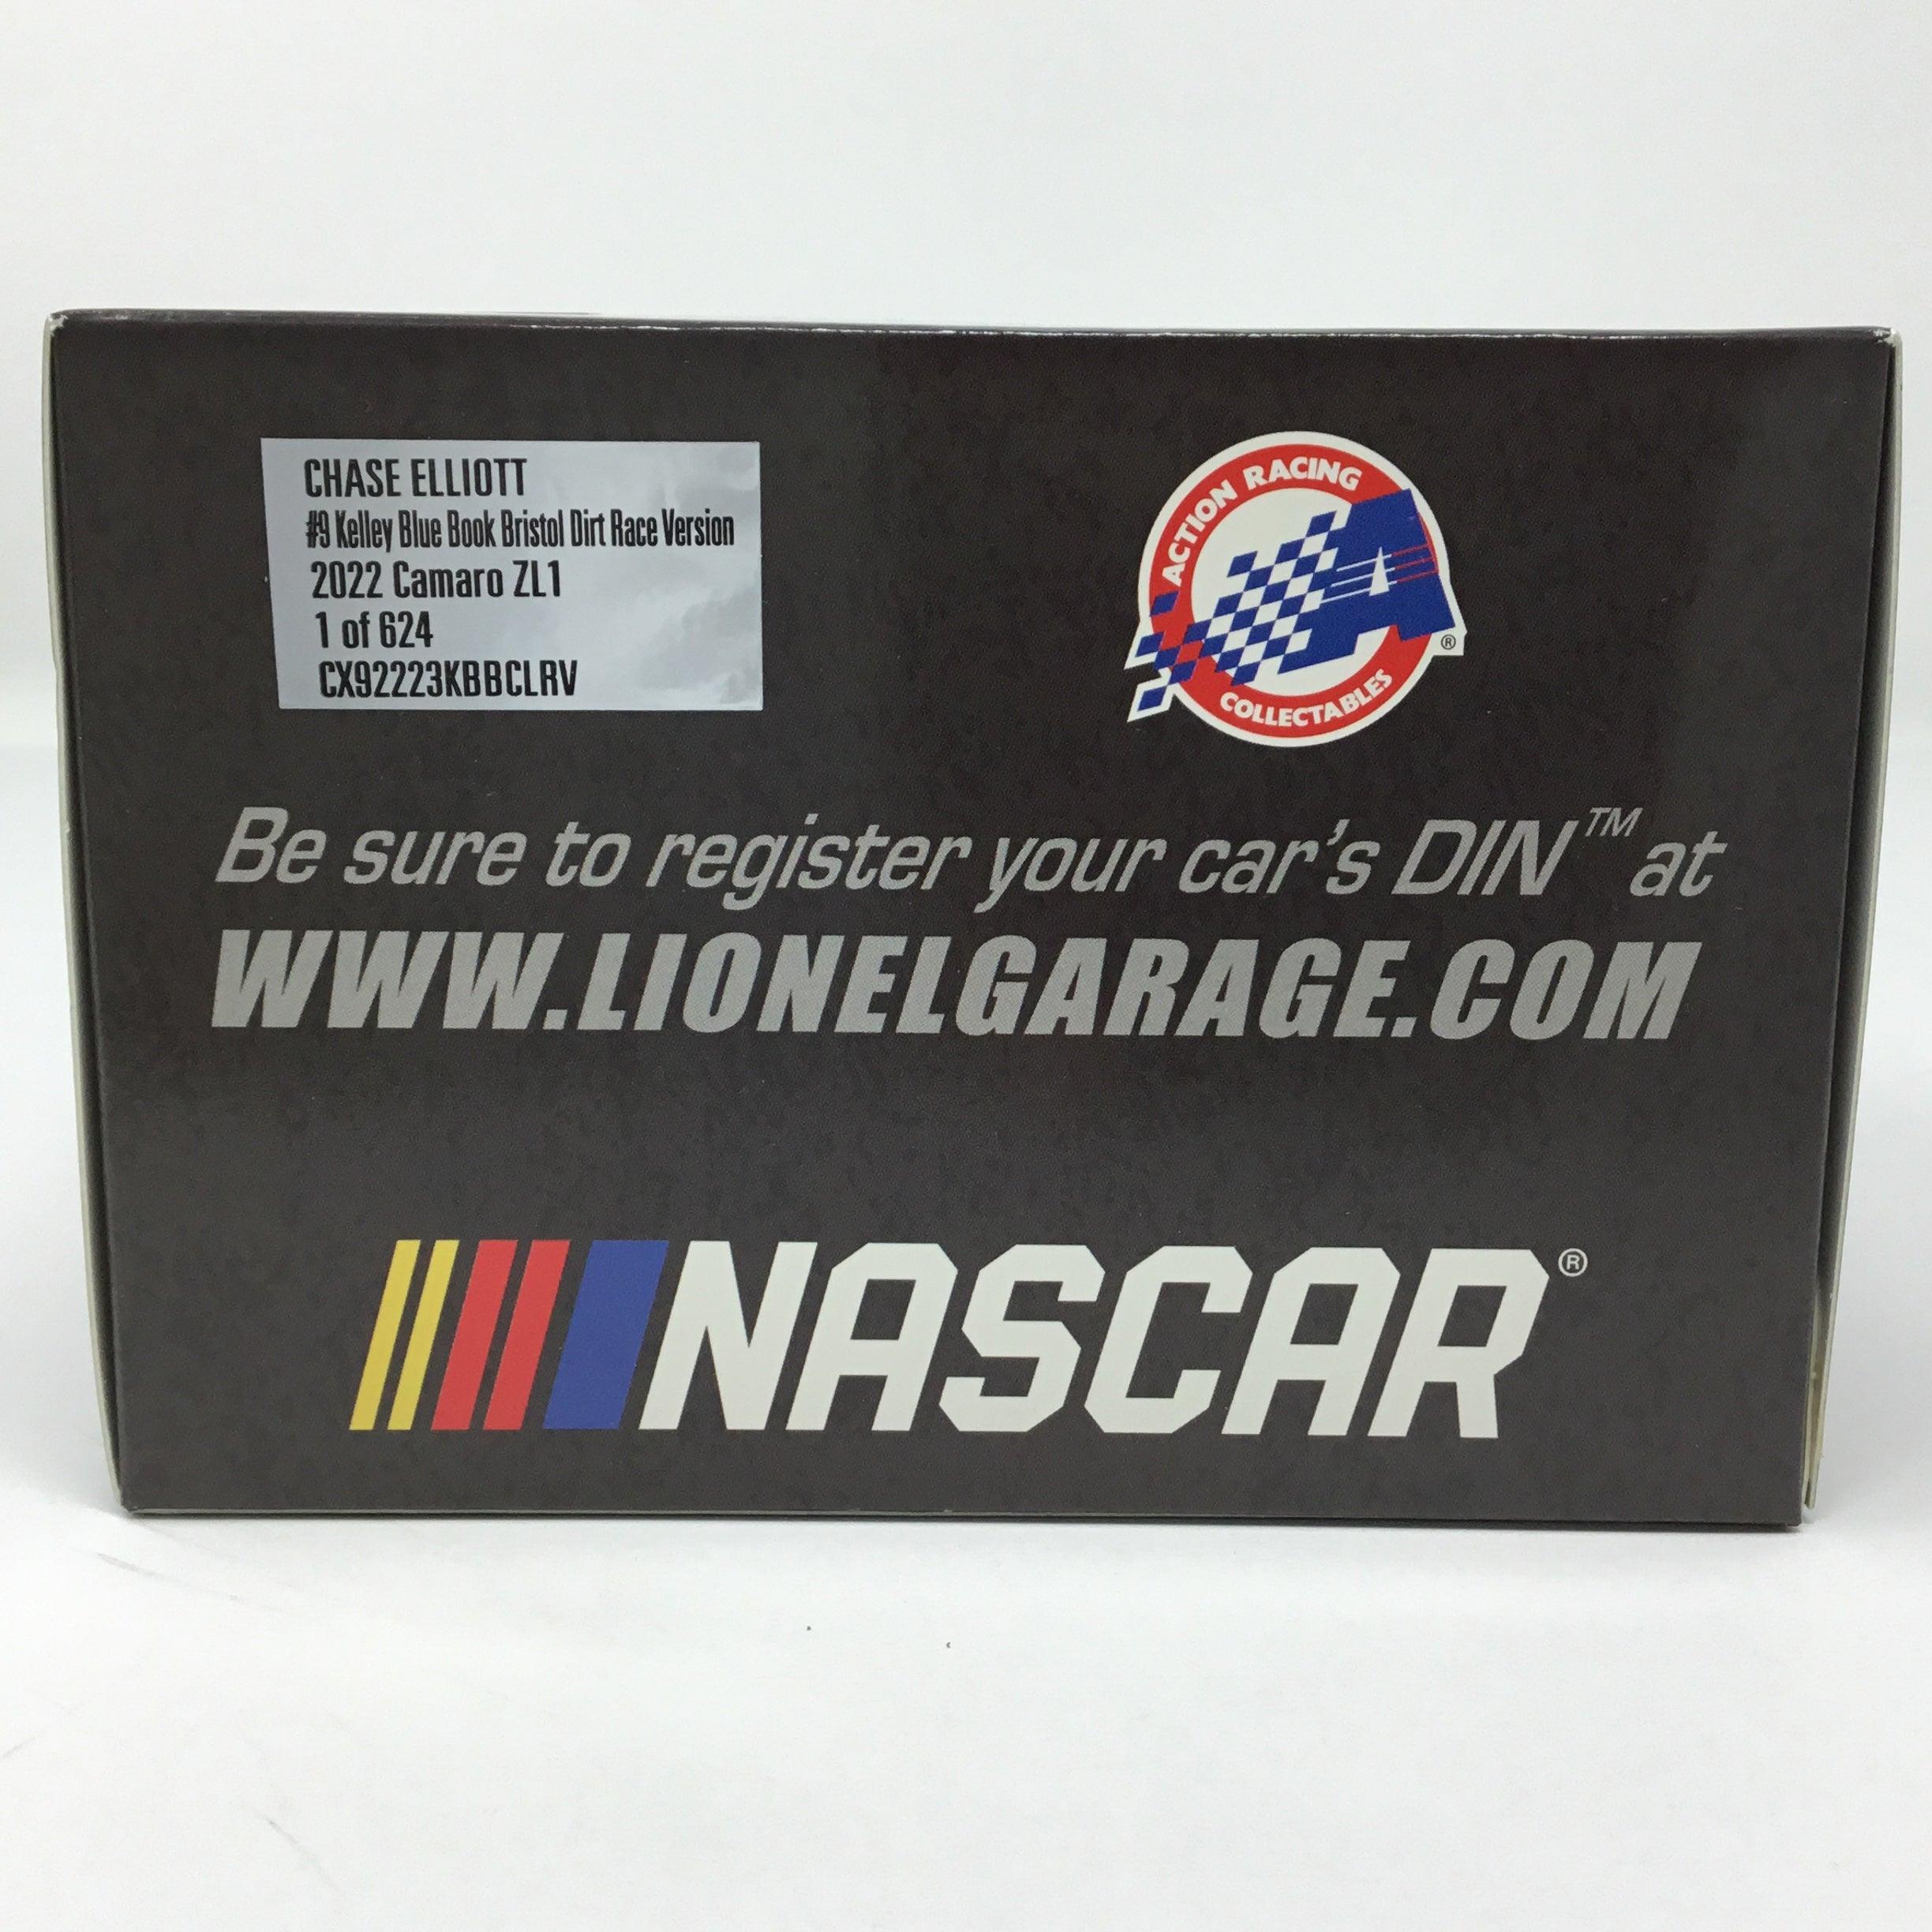 CHASE ELLIOTT
#9 Kelley Blue Book Bristol Dirt Race Version
2022 Camaro ZL1
1 of 624
CX92223KBBCLRV
ACTION RACING
A
®
COLLECTABLES
Be sure to register your car's DIN™ at
WWW.LIONELGARAGE.COM
NASCAR®